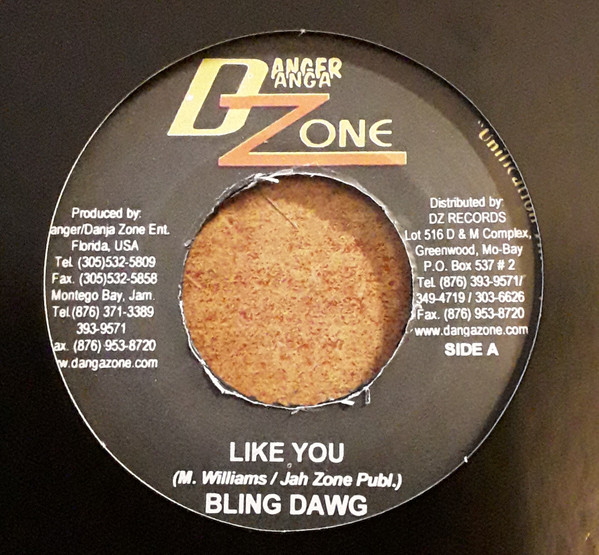 DANGER
DANGA
ZONE
"Unification
Produced by:
anger/Danja Zone Ent.
Florida, USA
Tel. (305)532-5809
Fax. (305)532-5858
Montego Bay, Jam.
Tel.(876) 371-3389
393-9571
ax. (876) 953-8720
w.dangazone.com
Distributed by:
DZ RECORDS
Lot 516 D & M Complex,
Greenwood, Mo-Bay
P.O. Box 537 # 2
Tel. (876) 393-9571/
349-4719 / 303-6626
Fax. (876) 953-8720
www.dangazone.com
SIDE A
LIKE YOU
(M. Williams / Jah Zone Publ.)
BLING DAWG